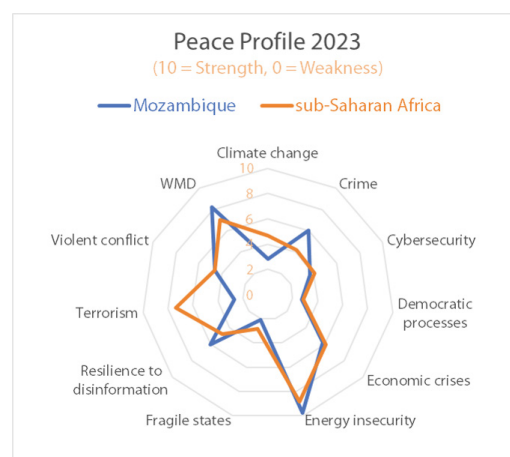 Peace Profile 2023
(10 = Strength, 0 = Weakness)
Mozambique sub-Saharan Africa
Climate change
10
WMD Crime
8
6
Violent conflict Cybersecurity
4
2
0
Terrorism Democratic
processes
Resilience to
disinformation
Economic crises
Fragile states Energy insecurity